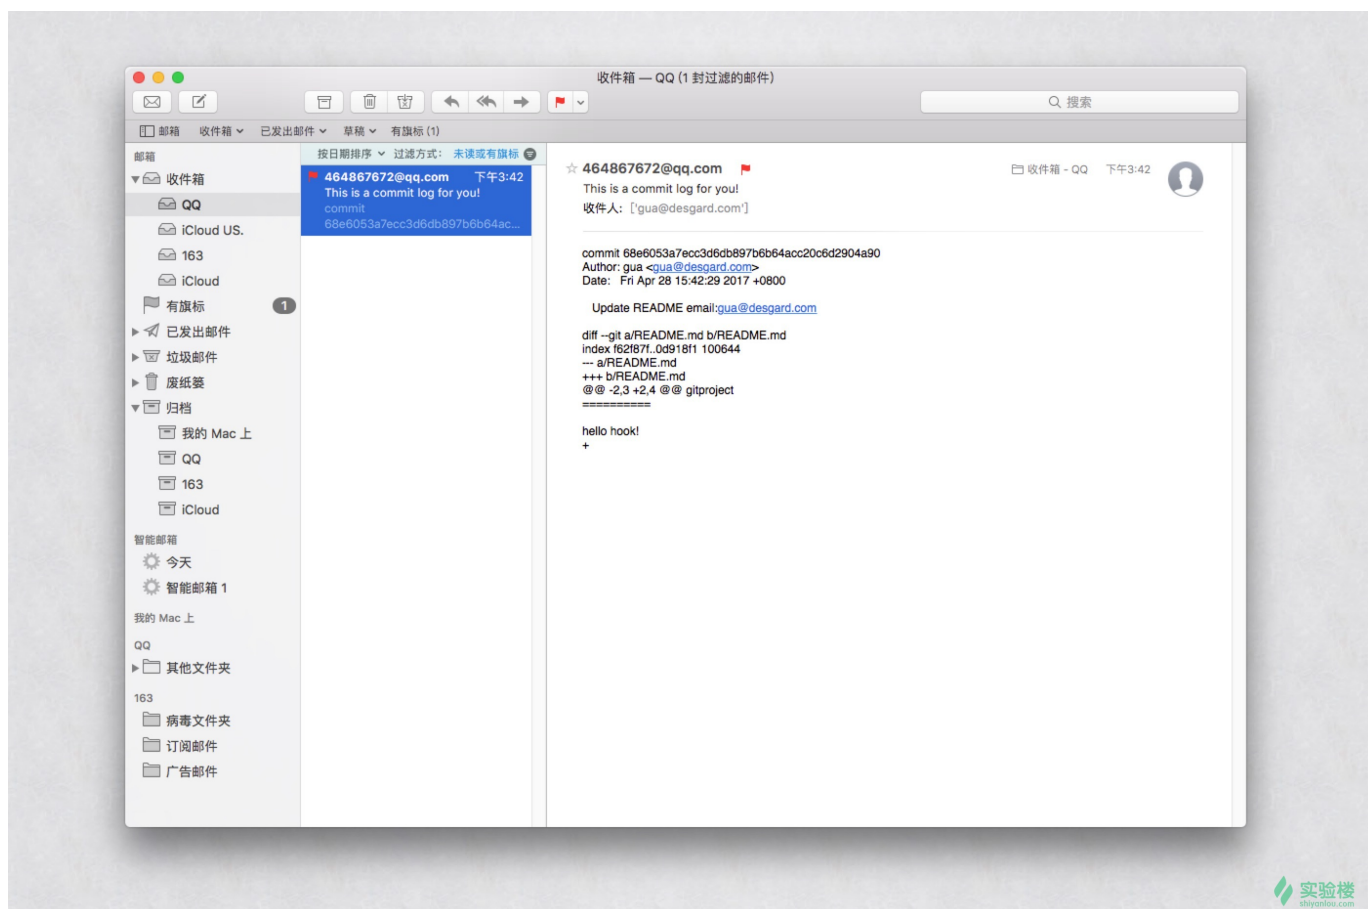 收件箱 — QQ (1 封过滤的邮件)
搜索
邮箱 收件箱 已发出邮件 草稿 有旗标 (1)
邮箱
收件箱
QQ
iCloud US.
163
iCloud
有旗标 1
已发出邮件
垃圾邮件
废纸篓
归档
我的 Mac 上
QQ
163
iCloud
智能邮箱
今天
智能邮箱 1
我的 Mac 上
QQ
其他文件夹
163
病毒文件夹
订阅邮件
广告邮件
按日期排序 过滤方式： 未读或有旗标
464867672@qq.com 下午3:42
This is a commit log for you!
commit
68e6053a7ecc3d6db897b6b64ac...
464867672@qq.com 收件箱 - QQ 下午3:42
This is a commit log for you!
收件人： ['gua@desgard.com']
commit 68e6053a7ecc3d6db897b6b64acc20c6d2904a90
Author: gua <gua@desgard.com>
Date: Fri Apr 28 15:42:29 2017 +0800
Update README email:gua@desgard.com
diff --git a/README.md b/README.md
index f62f87f..0d918f1 100644
--- a/README.md
+++ b/README.md
@@ -2,3 +2,4 @@ gitproject
==========
hello hook!
+
实验楼
shiyanlou.com